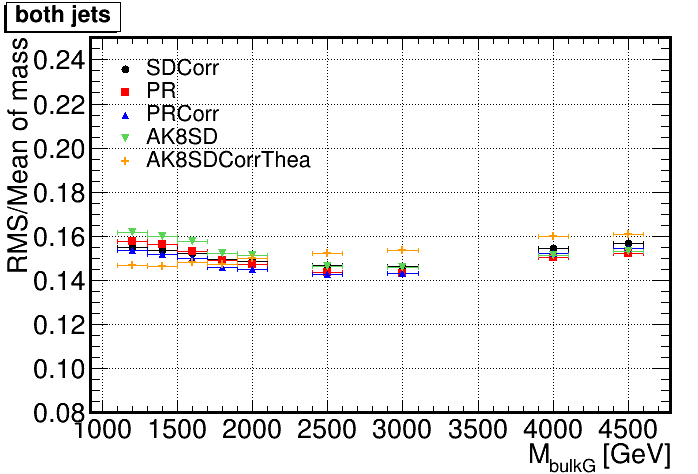 both jets
RMS/Mean of mass
0.24
0.22
0.20
0.18
0.16
0.14
0.12
0.10
0.08
SDCorr
PR
PRCorr
AK8SD
AK8SDCorrThea
1000 1500 2000 2500 3000 3500 4000 4500
M_bulkG [GeV]